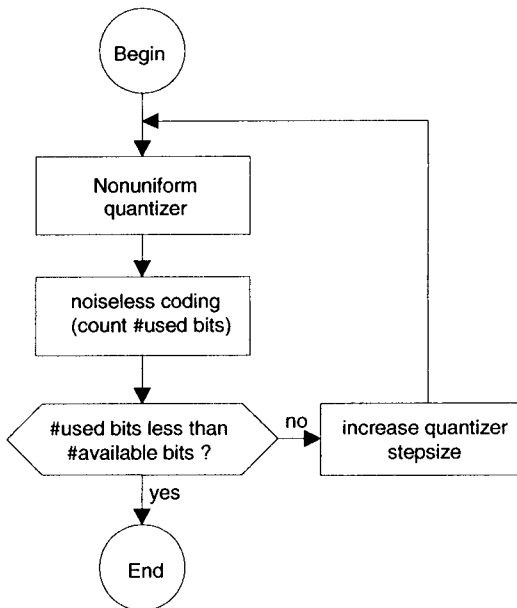 Begin
Nonuniform
quantizer
noiseless coding
(count #used bits)
#used bits less than
#available bits ?
no
increase quantizer
stepsize
yes
End